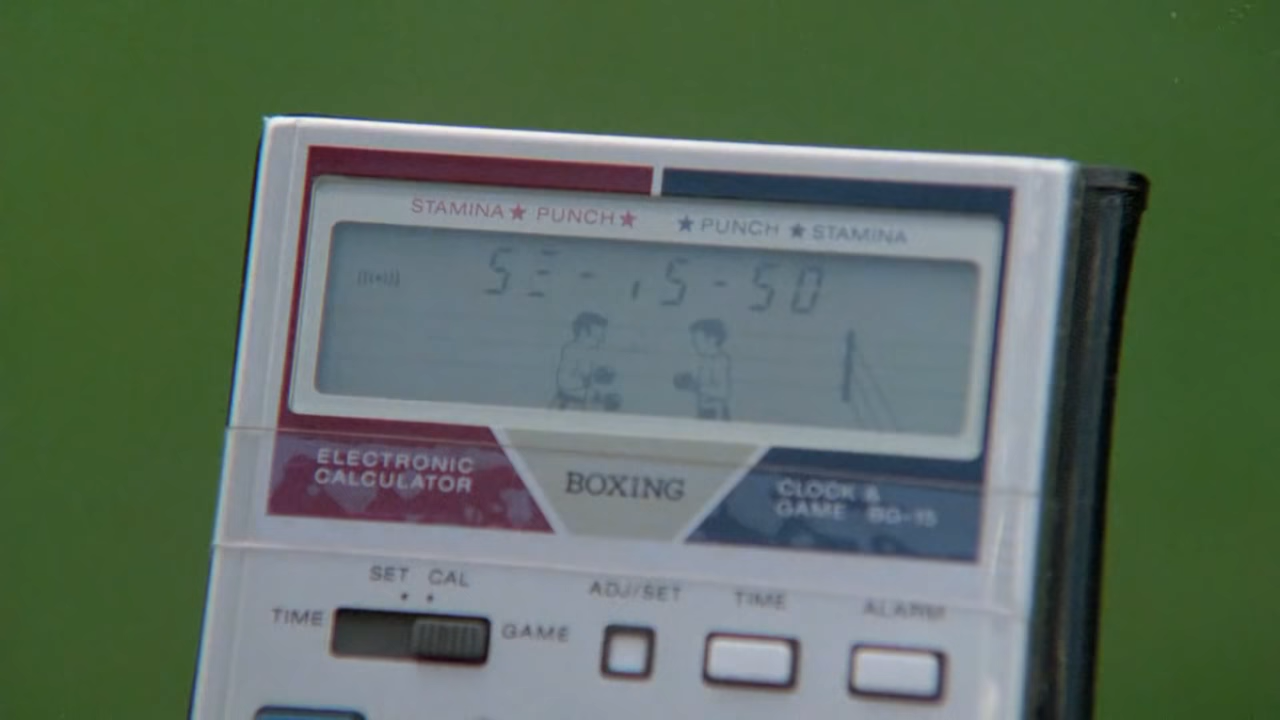 STAMINA★ PUNCH★ ★PUNCH ★STAMINA
ELECTRONIC
CALCULATOR
BOXING
CLOCK &
GAME BG-15
SET CAL
TIME
GAME
ADJ/SET
TIME
ALARM